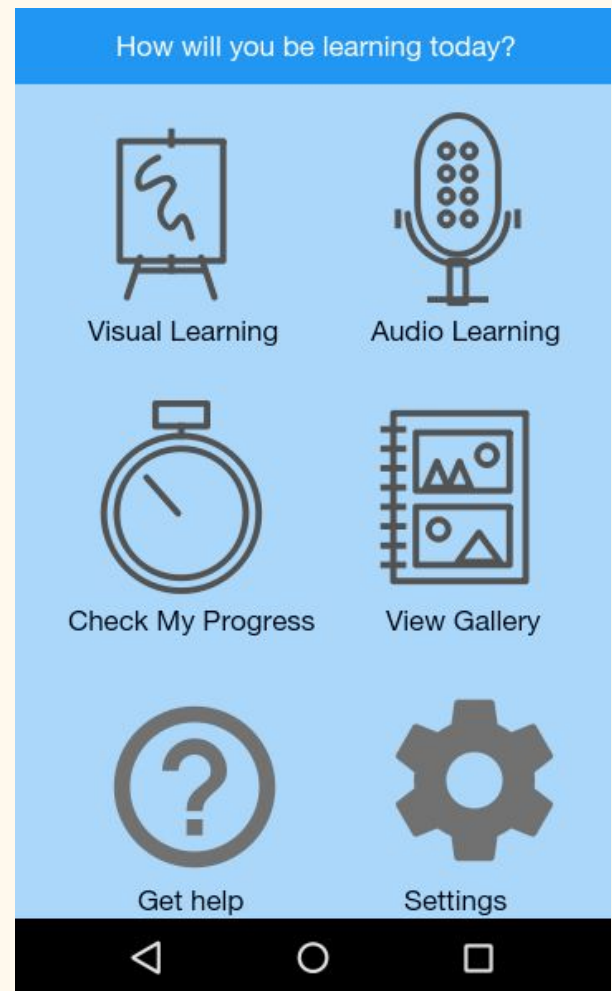 How will you be learning today?
Visual Learning
Audio Learning
Check My Progress
View Gallery
Get help
Settings